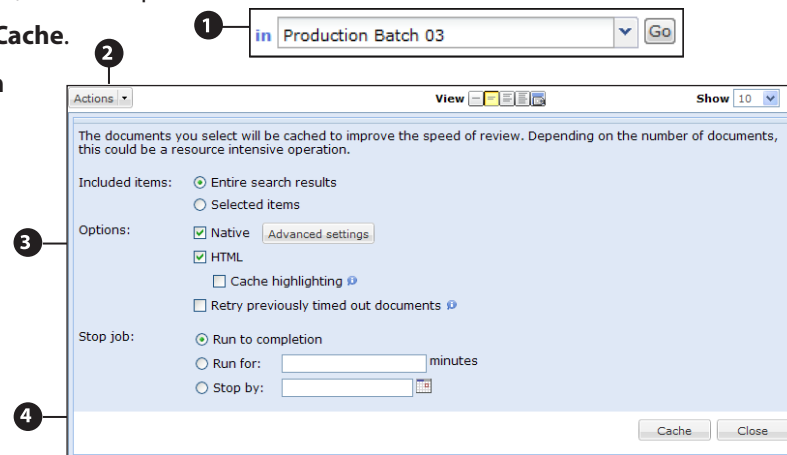 1
in Production Batch 03 Go
Cache.
2
Actions View Show 10
The documents you select will be cached to improve the speed of review. Depending on the number of documents,
this could be a resource intensive operation.
Included items: Entire search results
Selected items
Options: Native Advanced settings
3
HTML
Cache highlighting
Retry previously timed out documents
Stop job: Run to completion
Run for: minutes
Stop by:
4
Cache Close